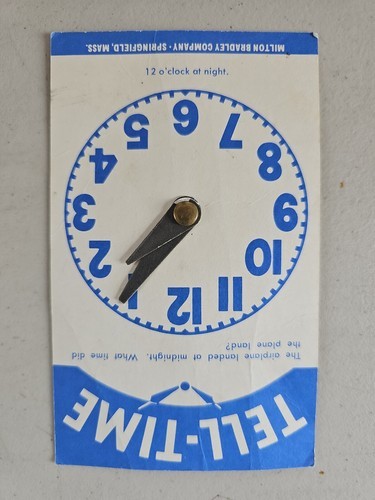 TELL-TIME
The airplane landed at midnight. What time did
the plane land?
12
1
2
3
4
5
6
7
8
9
10
11
12 o'clock at night.
MILTON BRADLEY COMPANY · SPRINGFIELD, MASS.